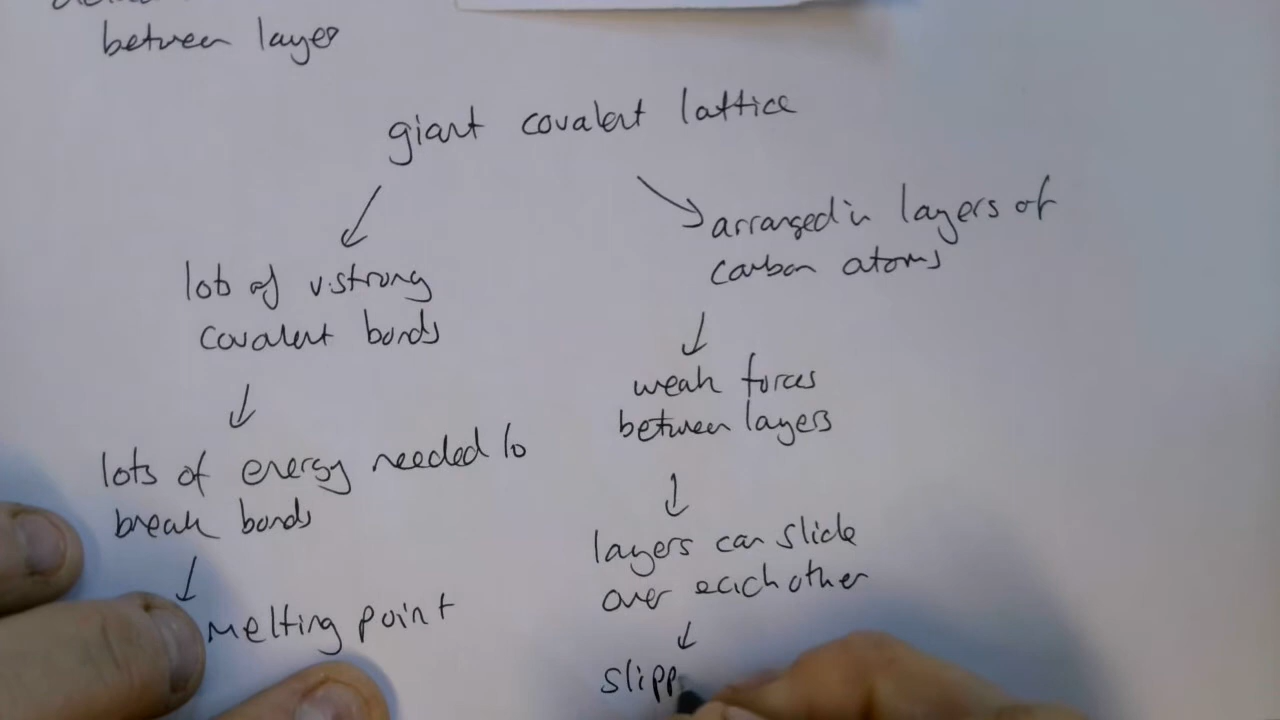 between layer
giant covalent lattice
lots of v.strong
covalent bonds
lots of energy needed to
break bonds
melting point
arranged in layers of
carbon atoms
weak forces
between layers
layers can slide
over each other
slipp